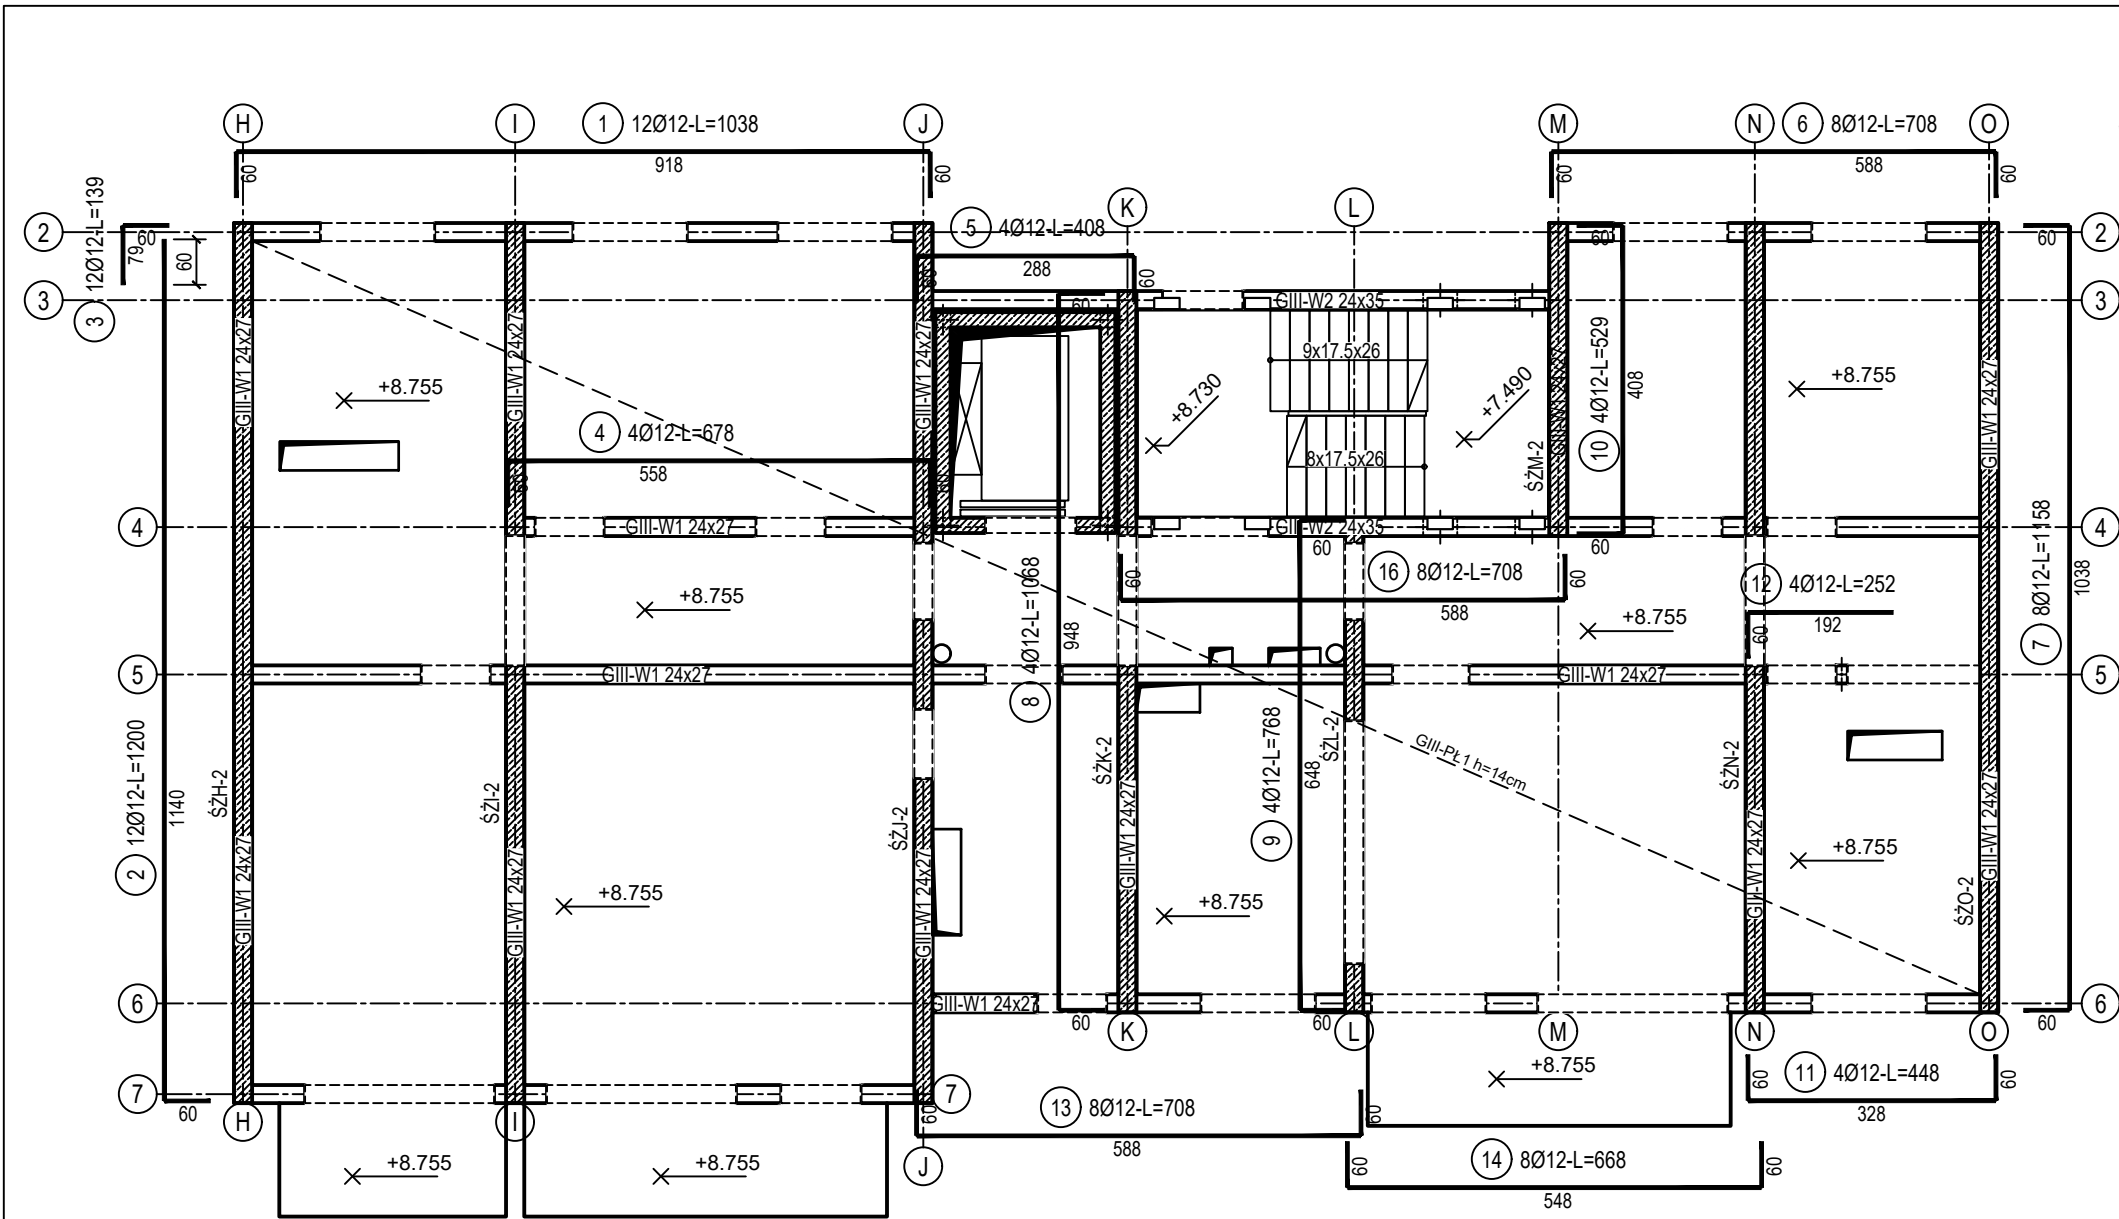 H
I
1 12Ø12-L=1038
J
M
N
6 8Ø12-L=708
O
918
60
60
588
60
60
K
L
3 12Ø12-L=139
79
60
60
2
5 4Ø12-L=408
60
60
2
288
60
60
3
60
GIII-W2 24x35
3
GIII-W1 24x27
GIII-W1 24x27
GIII-W1 24x27
9x17.5x26
GIII-W1 24x27
10 4Ø12-L=529
408
GIII-W1 24x27
+8.755
+8.730
+7.490
+8.755
4 4Ø12-L=678
558
60
60
8x17.5x26
ŚŻM-2
4
GIII-W1 24x27
GIII-W2 24x35
60
60
4
16 8Ø12-L=708
588
60
60
12 4Ø12-L=252
192
60
7 8Ø12-L=1158
1038
+8.755
8 4Ø12-L=1068
948
+8.755
5
GIII-W1 24x27
GIII-W1 24x27
5
2 12Ø12-L=1200
1140
ŚŻH-2
ŚŻI-2
ŚŻJ-2
ŚŻK-2
9 4Ø12-L=768
648
ŚŻL-2
GIII-PŁ1 h=14cm
ŚŻN-2
ŚŻO-2
GIII-W1 24x27
GIII-W1 24x27
GIII-W1 24x27
GIII-W1 24x27
GIII-W1 24x27
GIII-W1 24x27
+8.755
+8.755
+8.755
6
GIII-W1 24x27
60
60
60
6
K
L
M
N
O
7
60
7
H
I
J
60
13 8Ø12-L=708
60
588
+8.755
60
11 4Ø12-L=448
60
328
+8.755
+8.755
60
14 8Ø12-L=668
60
548